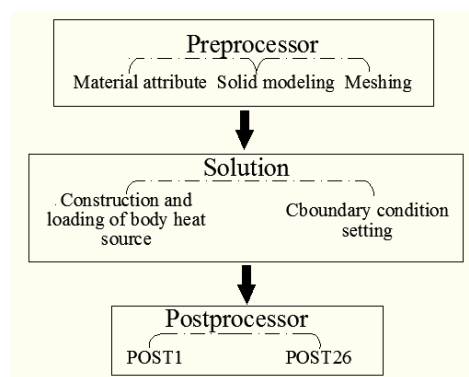 Preprocessor
Material attribute Solid modeling Meshing
Solution
Construction and
loading of body heat
source
Cboundary condition
setting
Postprocessor
POST1 POST26